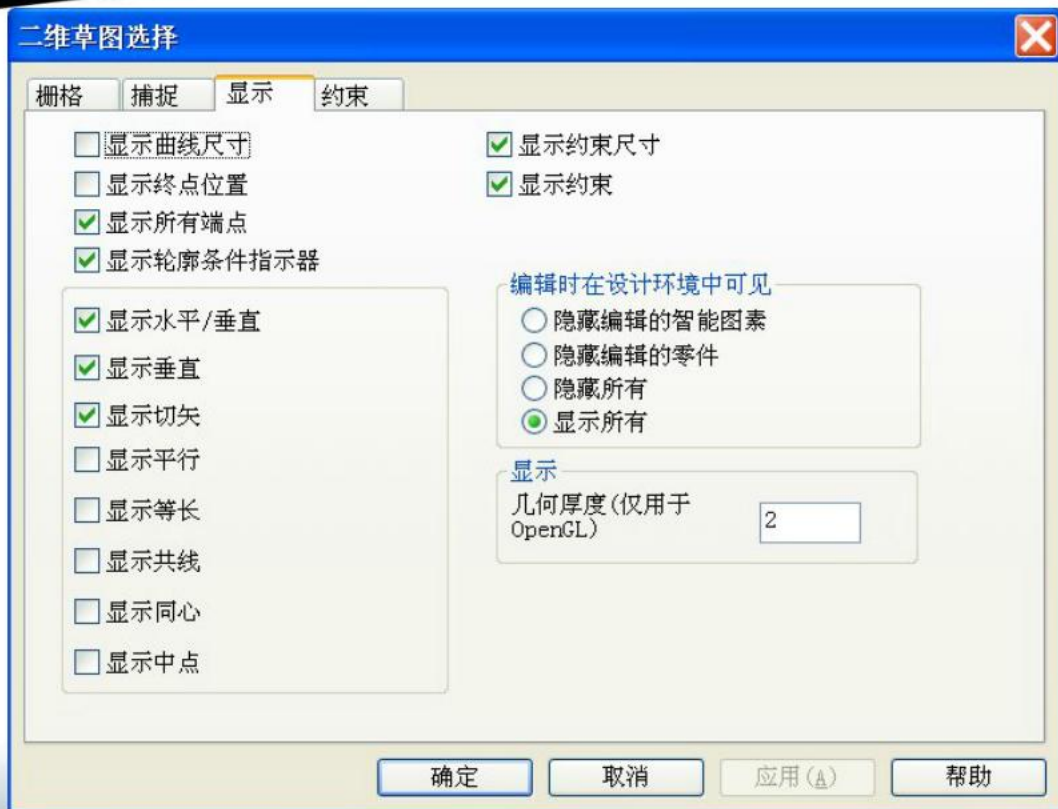 二维草图选择
栅格 捕捉 显示 约束
显示曲线尺寸
显示终点位置
显示所有端点
显示轮廓条件指示器
显示水平/垂直
显示垂直
显示切矢
显示平行
显示等长
显示共线
显示同心
显示中点
显示约束尺寸
显示约束
编辑时在设计环境中可见
隐藏编辑的智能图素
隐藏编辑的零件
隐藏所有
显示所有
显示
几何厚度(仅用于
OpenGL)
2
确定 取消 应用(A) 帮助